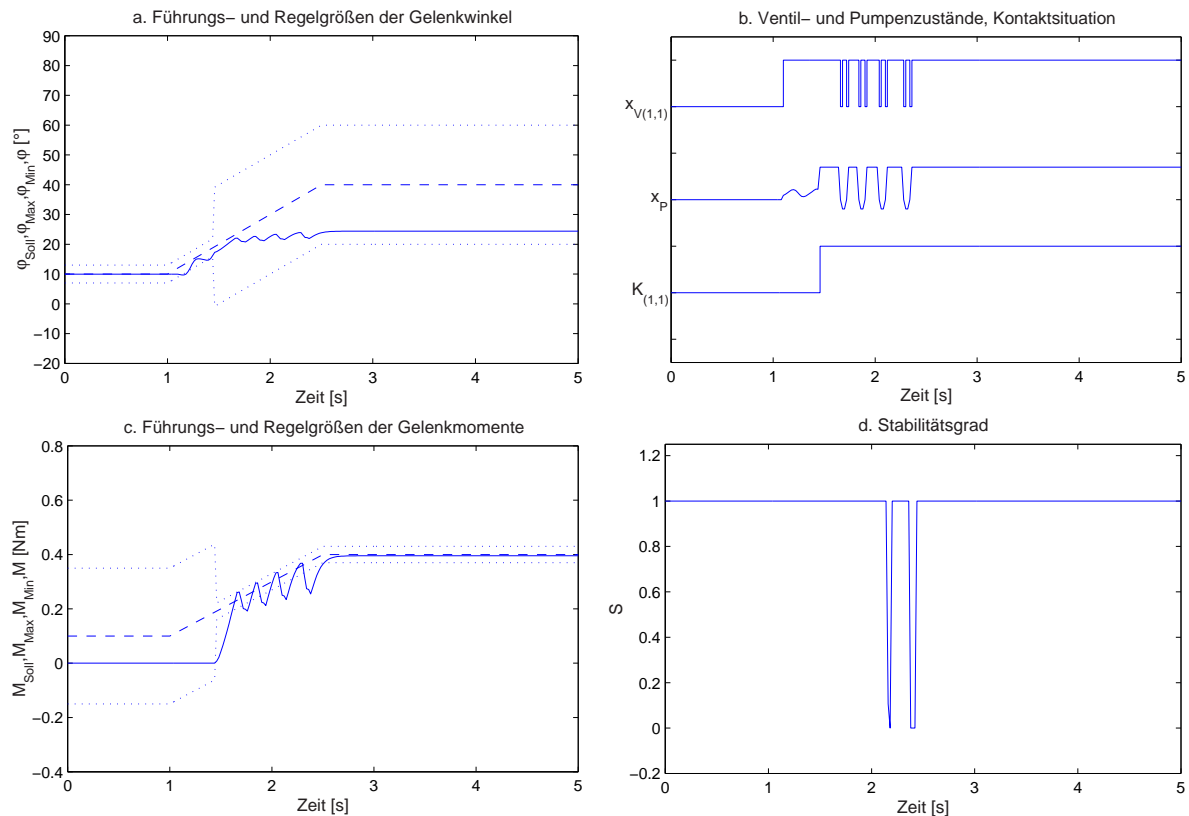 a. Führungs− und Regelgrößen der Gelenkwinkel
90
80
70
60
50
40
30
20
10
0
−10
−20
φSoll,φMax,φMin,φ [°]
0 1 2 3 4 5
Zeit [s]
b. Ventil− und Pumpenzustände, Kontaktsituation
xV(1,1)
xP
K(1,1)
0 1 2 3 4 5
Zeit [s]
c. Führungs− und Regelgrößen der Gelenkmomente
0.8
0.6
0.4
0.2
0
−0.2
−0.4
MSoll,MMax,MMin,M [Nm]
0 1 2 3 4 5
Zeit [s]
d. Stabilitätsgrad
1.2
1
0.8
0.6
0.4
0.2
0
−0.2
S
0 1 2 3 4 5
Zeit [s]